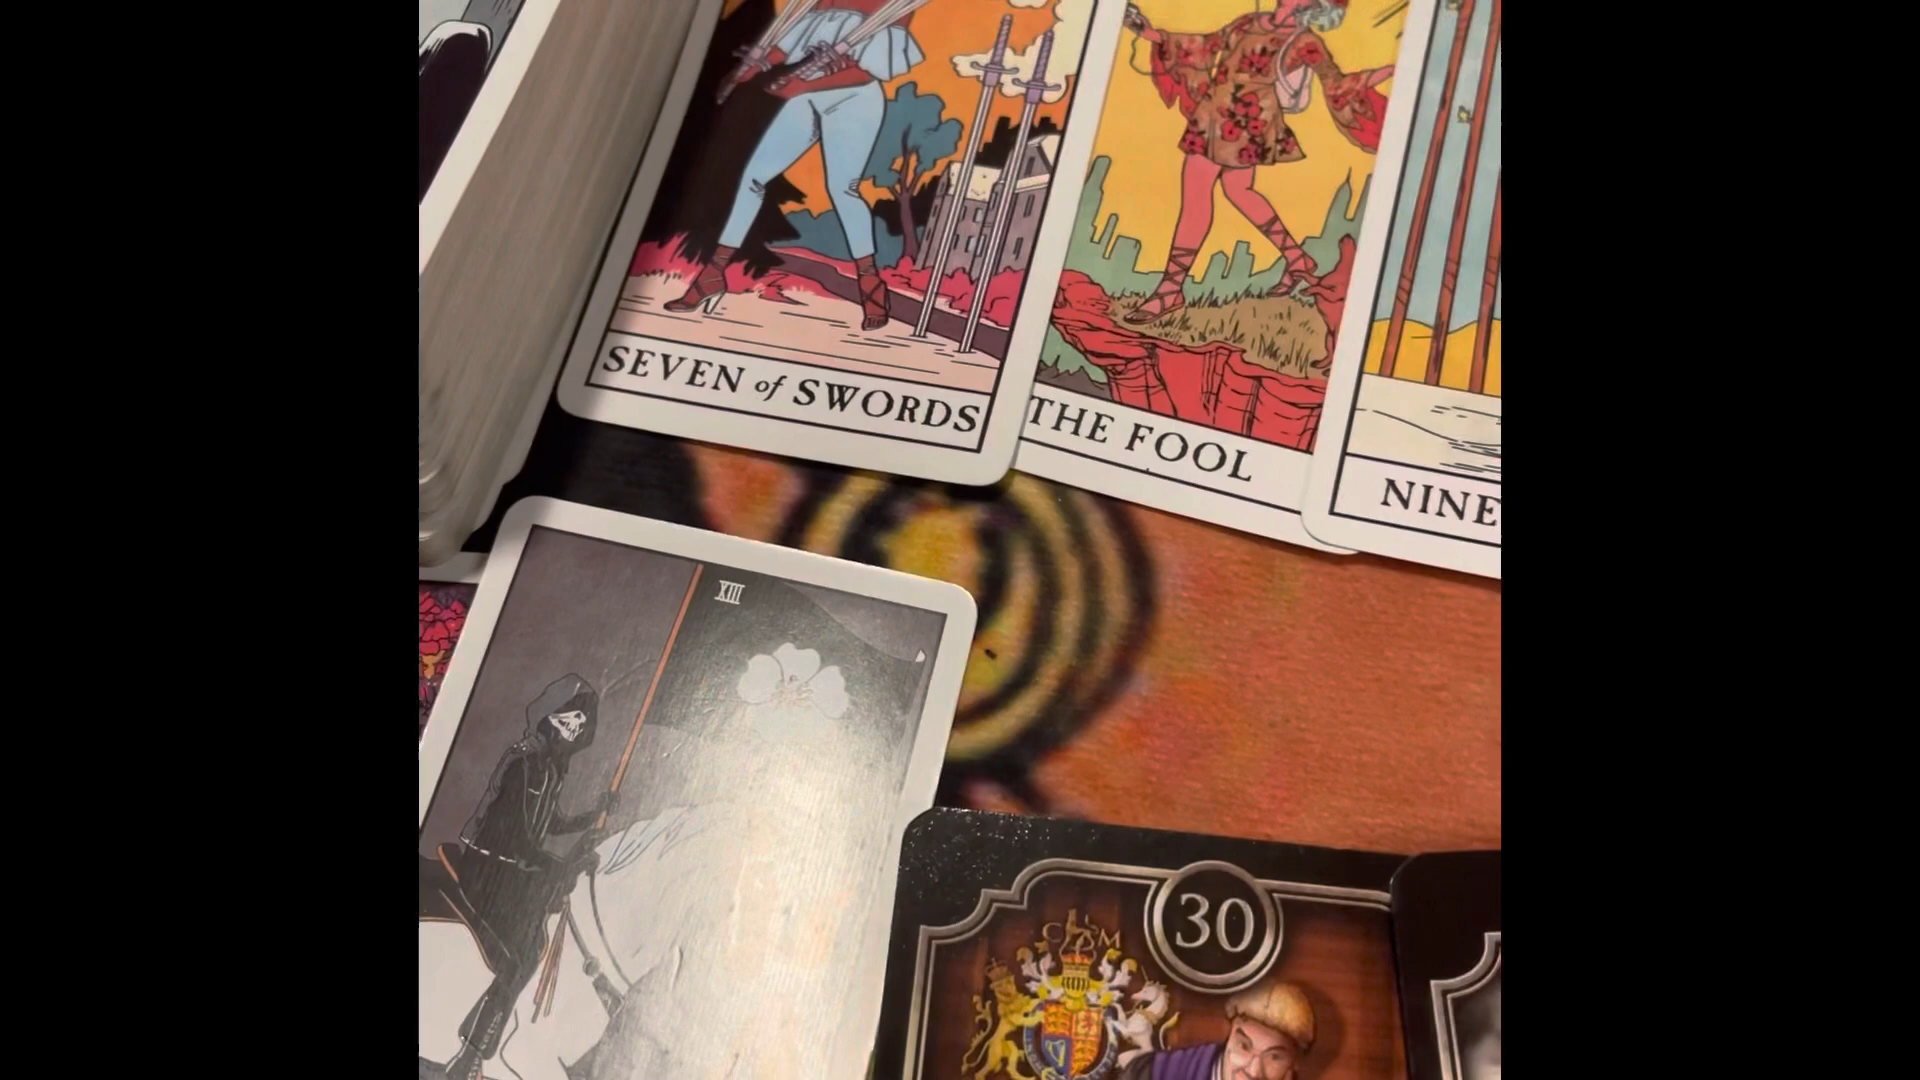 SEVEN of SWORDS
THE FOOL
NINE
XIII
30
C M